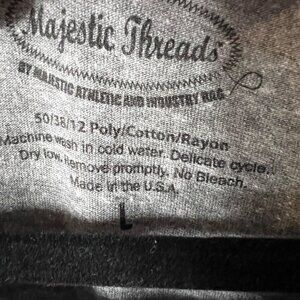 Majestic Threads
BY MAJESTIC ATHLETIC AND INDUSTRY RAG
50/38/12 Poly/Cotton/Rayon
Machine wash in cold water. Delicate cycle.
Dry low. Remove promptly. No Bleach.
Made in the U.S.A.
L